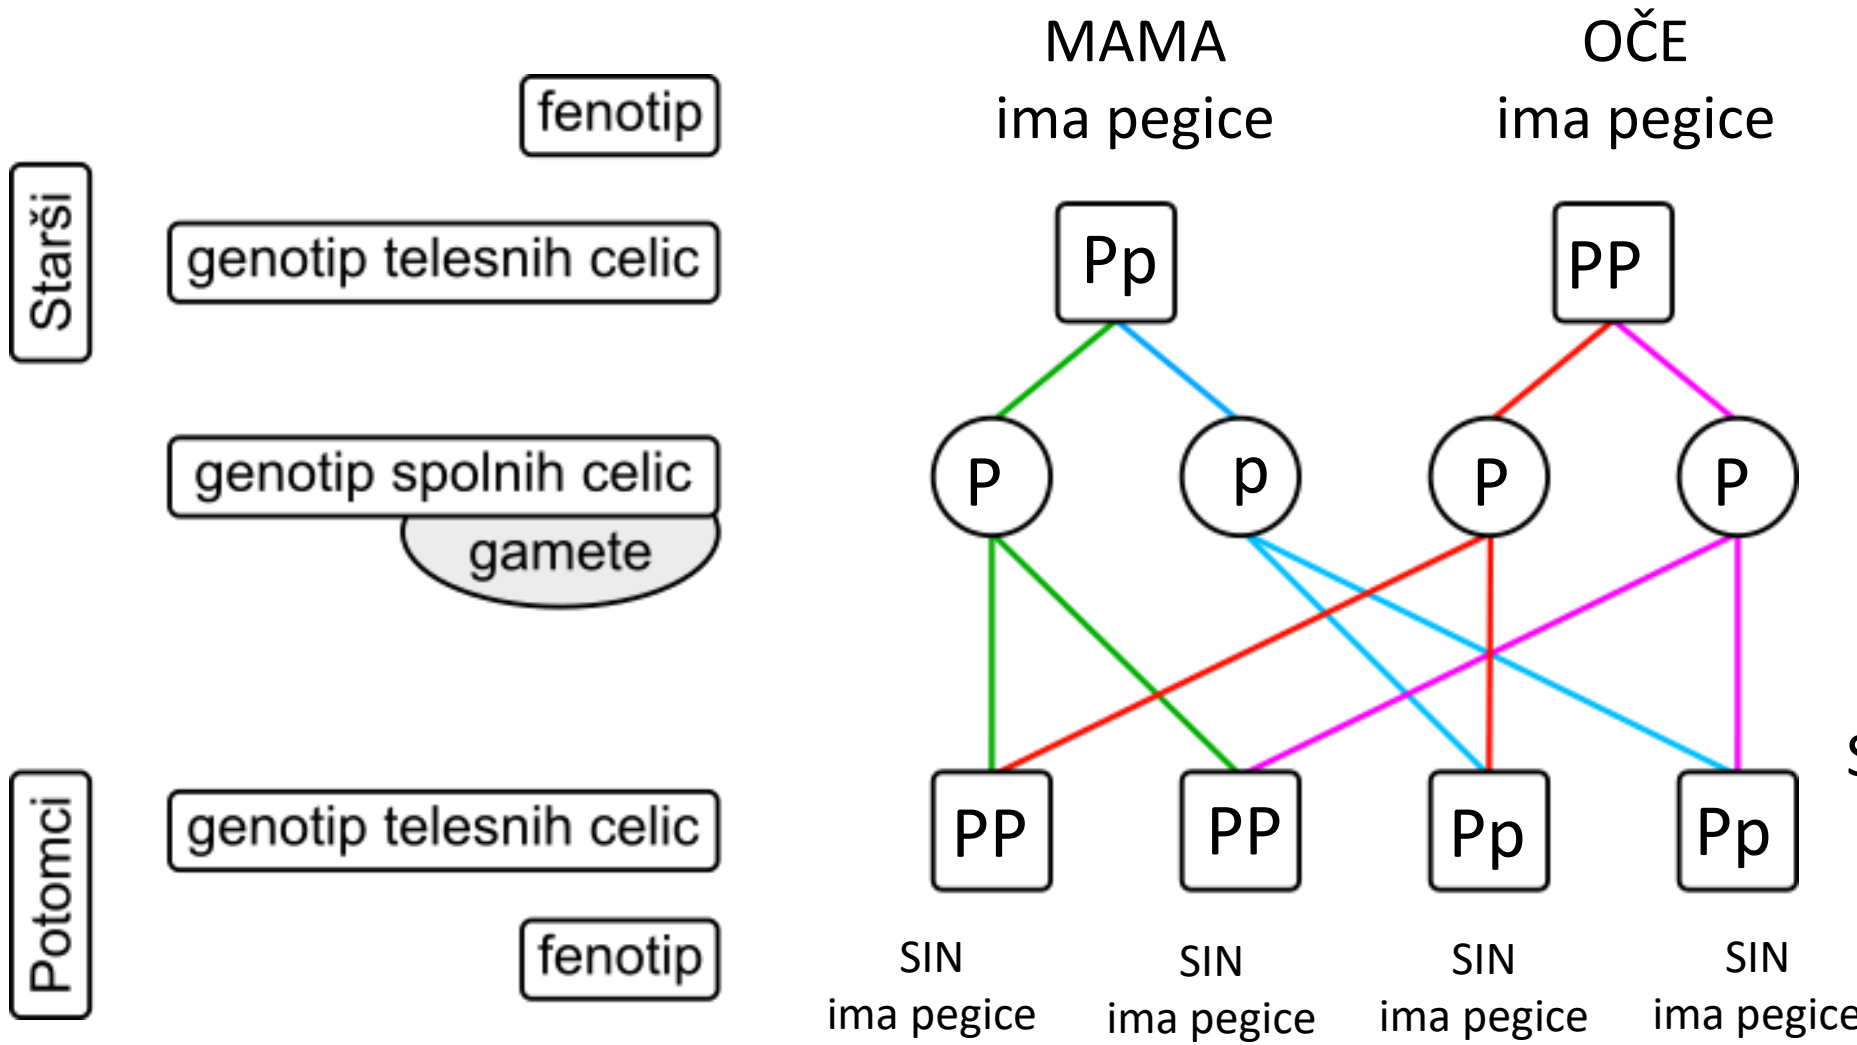 MAMA
OČE
ima pegice
ima pegice
fenotip
Starši
genotip telesnih celic
Pp
PP
genotip spolnih celic
gamete
P
p
P
P
Potomci
genotip telesnih celic
PP
PP
Pp
Pp
fenotip
SIN
ima pegice
SIN
ima pegice
SIN
ima pegice
SIN
ima pegice